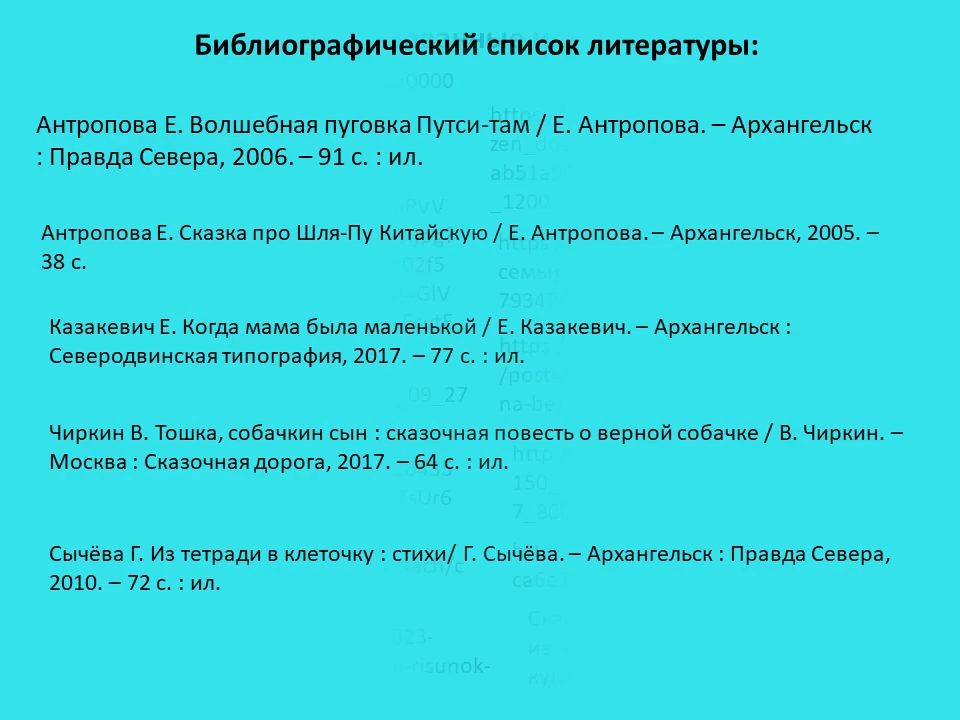 Библиографический список литературы:
Антропова Е. Волшебная пуговка Путси-там / Е. Антропова. – Архангельск
: Правда Севера, 2006. – 91 с. : ил.
Антропова Е. Сказка про Шля-Пу Китайскую / Е. Антропова. – Архангельск, 2005. –
38 с.
Казакевич Е. Когда мама была маленькой / Е. Казакевич. – Архангельск :
Северодвинская типография, 2017. – 77 с. : ил.
Чиркин В. Тошка, собачкин сын : сказочная повесть о верной собачке / В. Чиркин. –
Москва : Сказочная дорога, 2017. – 64 с. : ил.
Сычёва Г. Из тетради в клеточку : стихи/ Г. Сычёва. – Архангельск : Правда Севера,
2010. – 72 с. : ил.